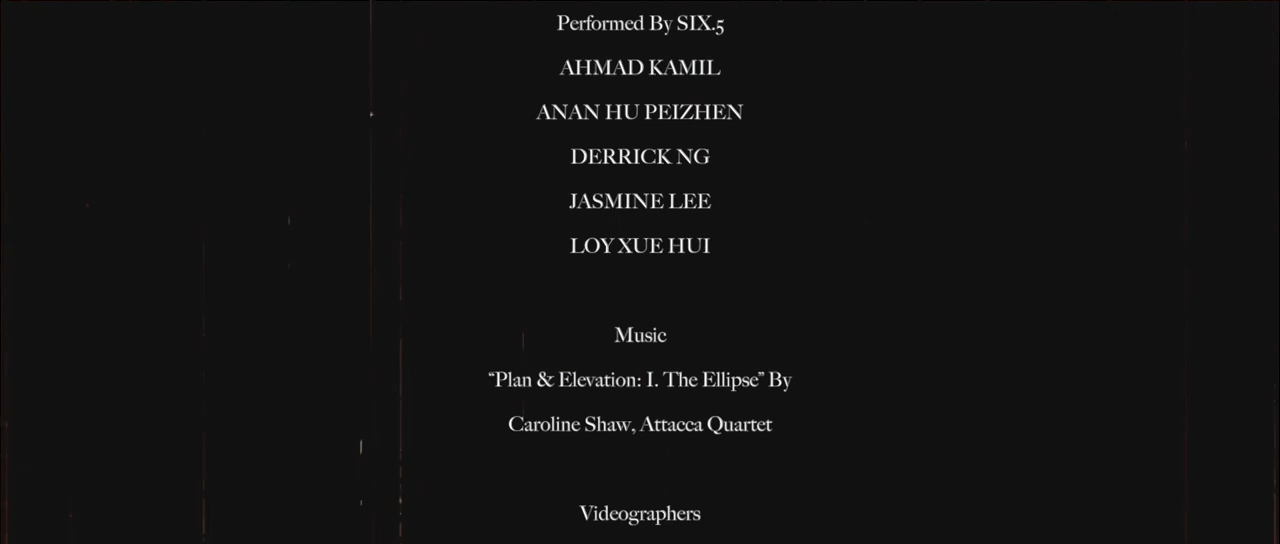 Performed By SIX.5
AHMAD KAMIL
ANAN HU PEIZHEN
DERRICK NG
JASMINE LEE
LOY XUE HUI
Music
“Plan & Elevation: I. The Ellipse” By
Caroline Shaw, Attacca Quartet
Videographers